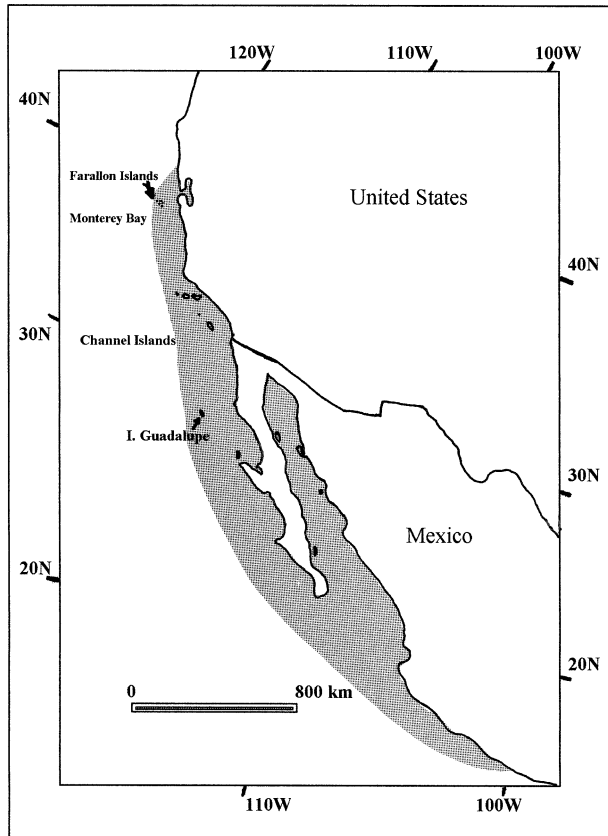 120W
110W
100W
40N
Farallon Islands
Monterey Bay
United States
40N
30N
Channel Islands
I. Guadalupe
30N
Mexico
20N
20N
0 800 km
110W
100W